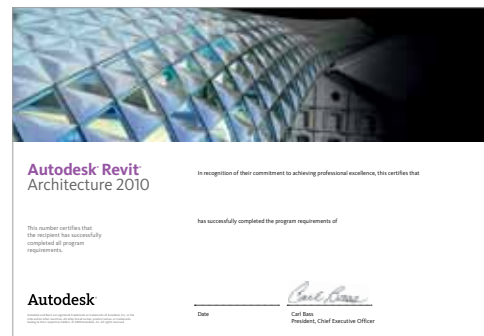 Autodesk® Revit®
Architecture 2010
In recognition of their commitment to achieving professional excellence, this certifies that
has successfully completed the program requirements of
This number certifies that
the recipient has successfully
completed all program
requirements.
Autodesk®
Carl Bass
Date
Carl Bass
President, Chief Executive Officer